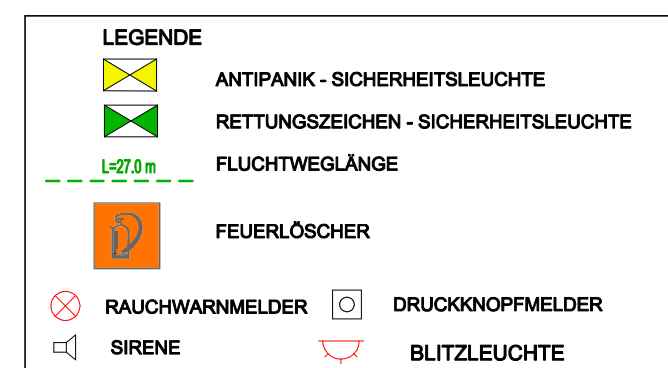 LEGENDE
ANTIPANIK - SICHERHEITSLEUCHTE
RETTUNGSZEICHEN - SICHERHEITSLEUCHTE
L=27.0 m FLUCHTWEGLÄNGE
FEUERLÖSCHER
RAUCHWARNMELDER DRUCKKNOPFMELDER
SIRENE BLITZLEUCHTE